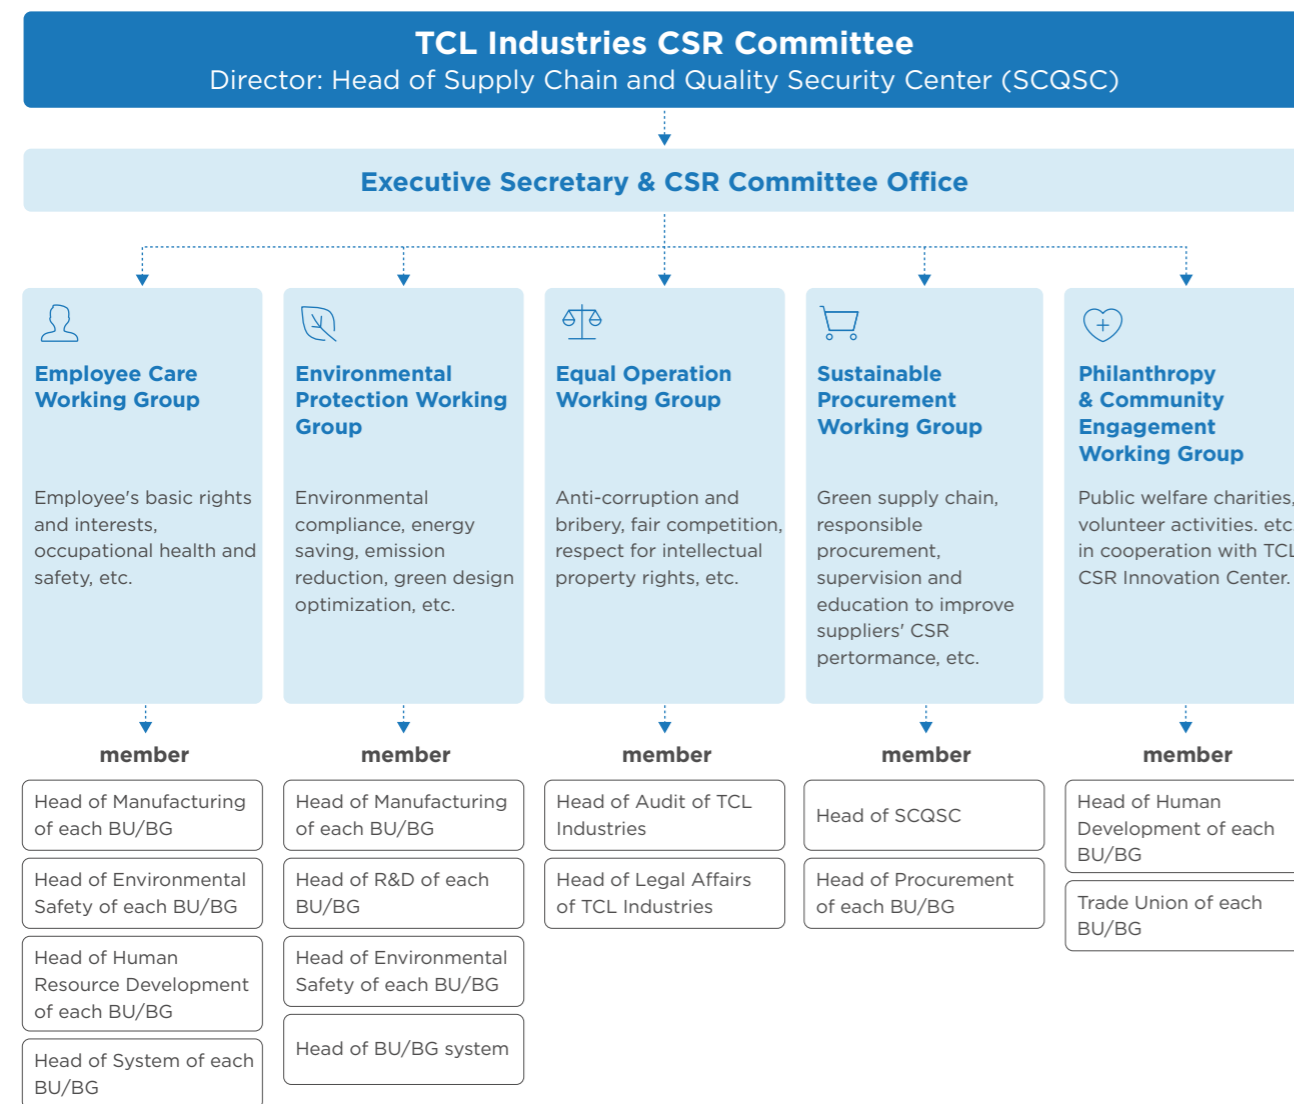 TCL Industries CSR Committee
Director: Head of Supply Chain and Quality Security Center (SCQSC)
Executive Secretary & CSR Committee Office
Employee Care
Working Group
Employee's basic rights
and interests,
occupational health and
safety, etc.
member
Head of Manufacturing
of each BU/BG
Head of Environmental
Safety of each BU/BG
Head of Human
Resource Development
of each BU/BG
Head of System of each
BU/BG
Environmental
Protection Working
Group
Environmental
compliance, energy
saving, emission
reduction, green design
optimization, etc.
member
Head of Manufacturing
of each BU/BG
Head of R&D of each
BU/BG
Head of Environmental
Safety of each BU/BG
Head of BU/BG system
Equal Operation
Working Group
Anti-corruption and
bribery, fair competition,
respect for intellectual
property rights, etc.
member
Head of Audit of TCL
Industries
Head of Legal Affairs
of TCL Industries
Sustainable
Procurement
Working Group
Green supply chain,
responsible
procurement,
supervision and
education to improve
suppliers' CSR
pertormance, etc.
member
Head of SCQSC
Head of Procurement
of each BU/BG
Philanthropy
& Community
Engagement
Working Group
Public welfare charities,
volunteer activities. etc
in cooperation with TCL
CSR Innovation Center.
member
Head of Human
Development of each
BU/BG
Trade Union of each
BU/BG